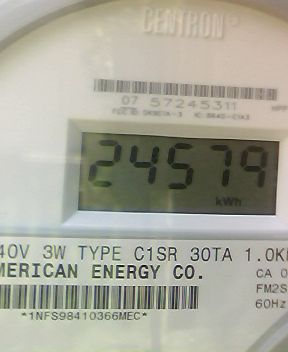 CENTRON®
07 57245311
24579
kWh
40V 3W TYPE C1SR 30TA 1.0K
MERICAN ENERGY CO.
CA 0
FM2S
60Hz
*1NFS98410366MEC*